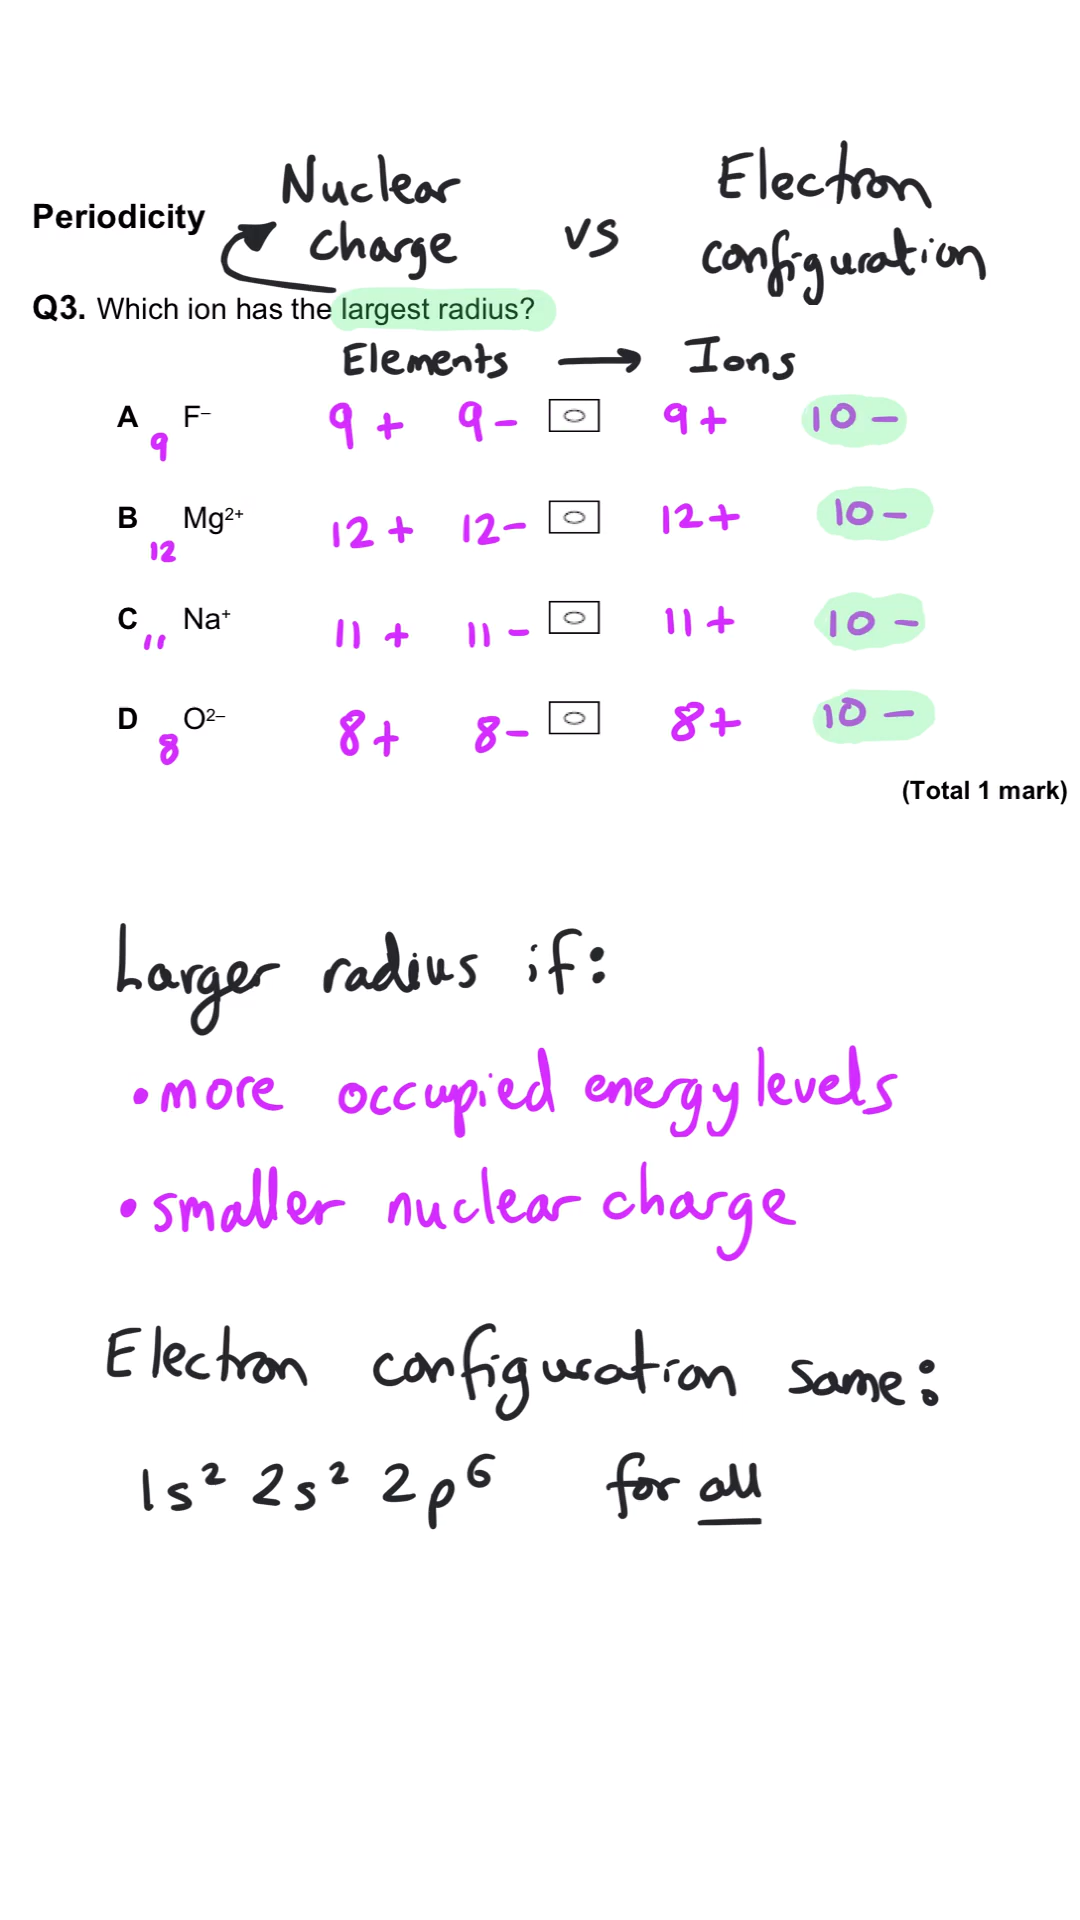 Nuclear charge vs Electron configuration
Periodicity
Q3. Which ion has the largest radius?
Elements → Ions
A 9 F⁻ 9+ 9- 9+ 10-
B 12 Mg²⁺ 12+ 12- 12+ 10-
C 11 Na⁺ 11+ 11- 11+ 10-
D 8 O²⁻ 8+ 8- 8+ 10-
(Total 1 mark)
Larger radius if:
• more occupied energy levels
• smaller nuclear charge
Electron configuration same:
1s² 2s² 2p⁶ for all